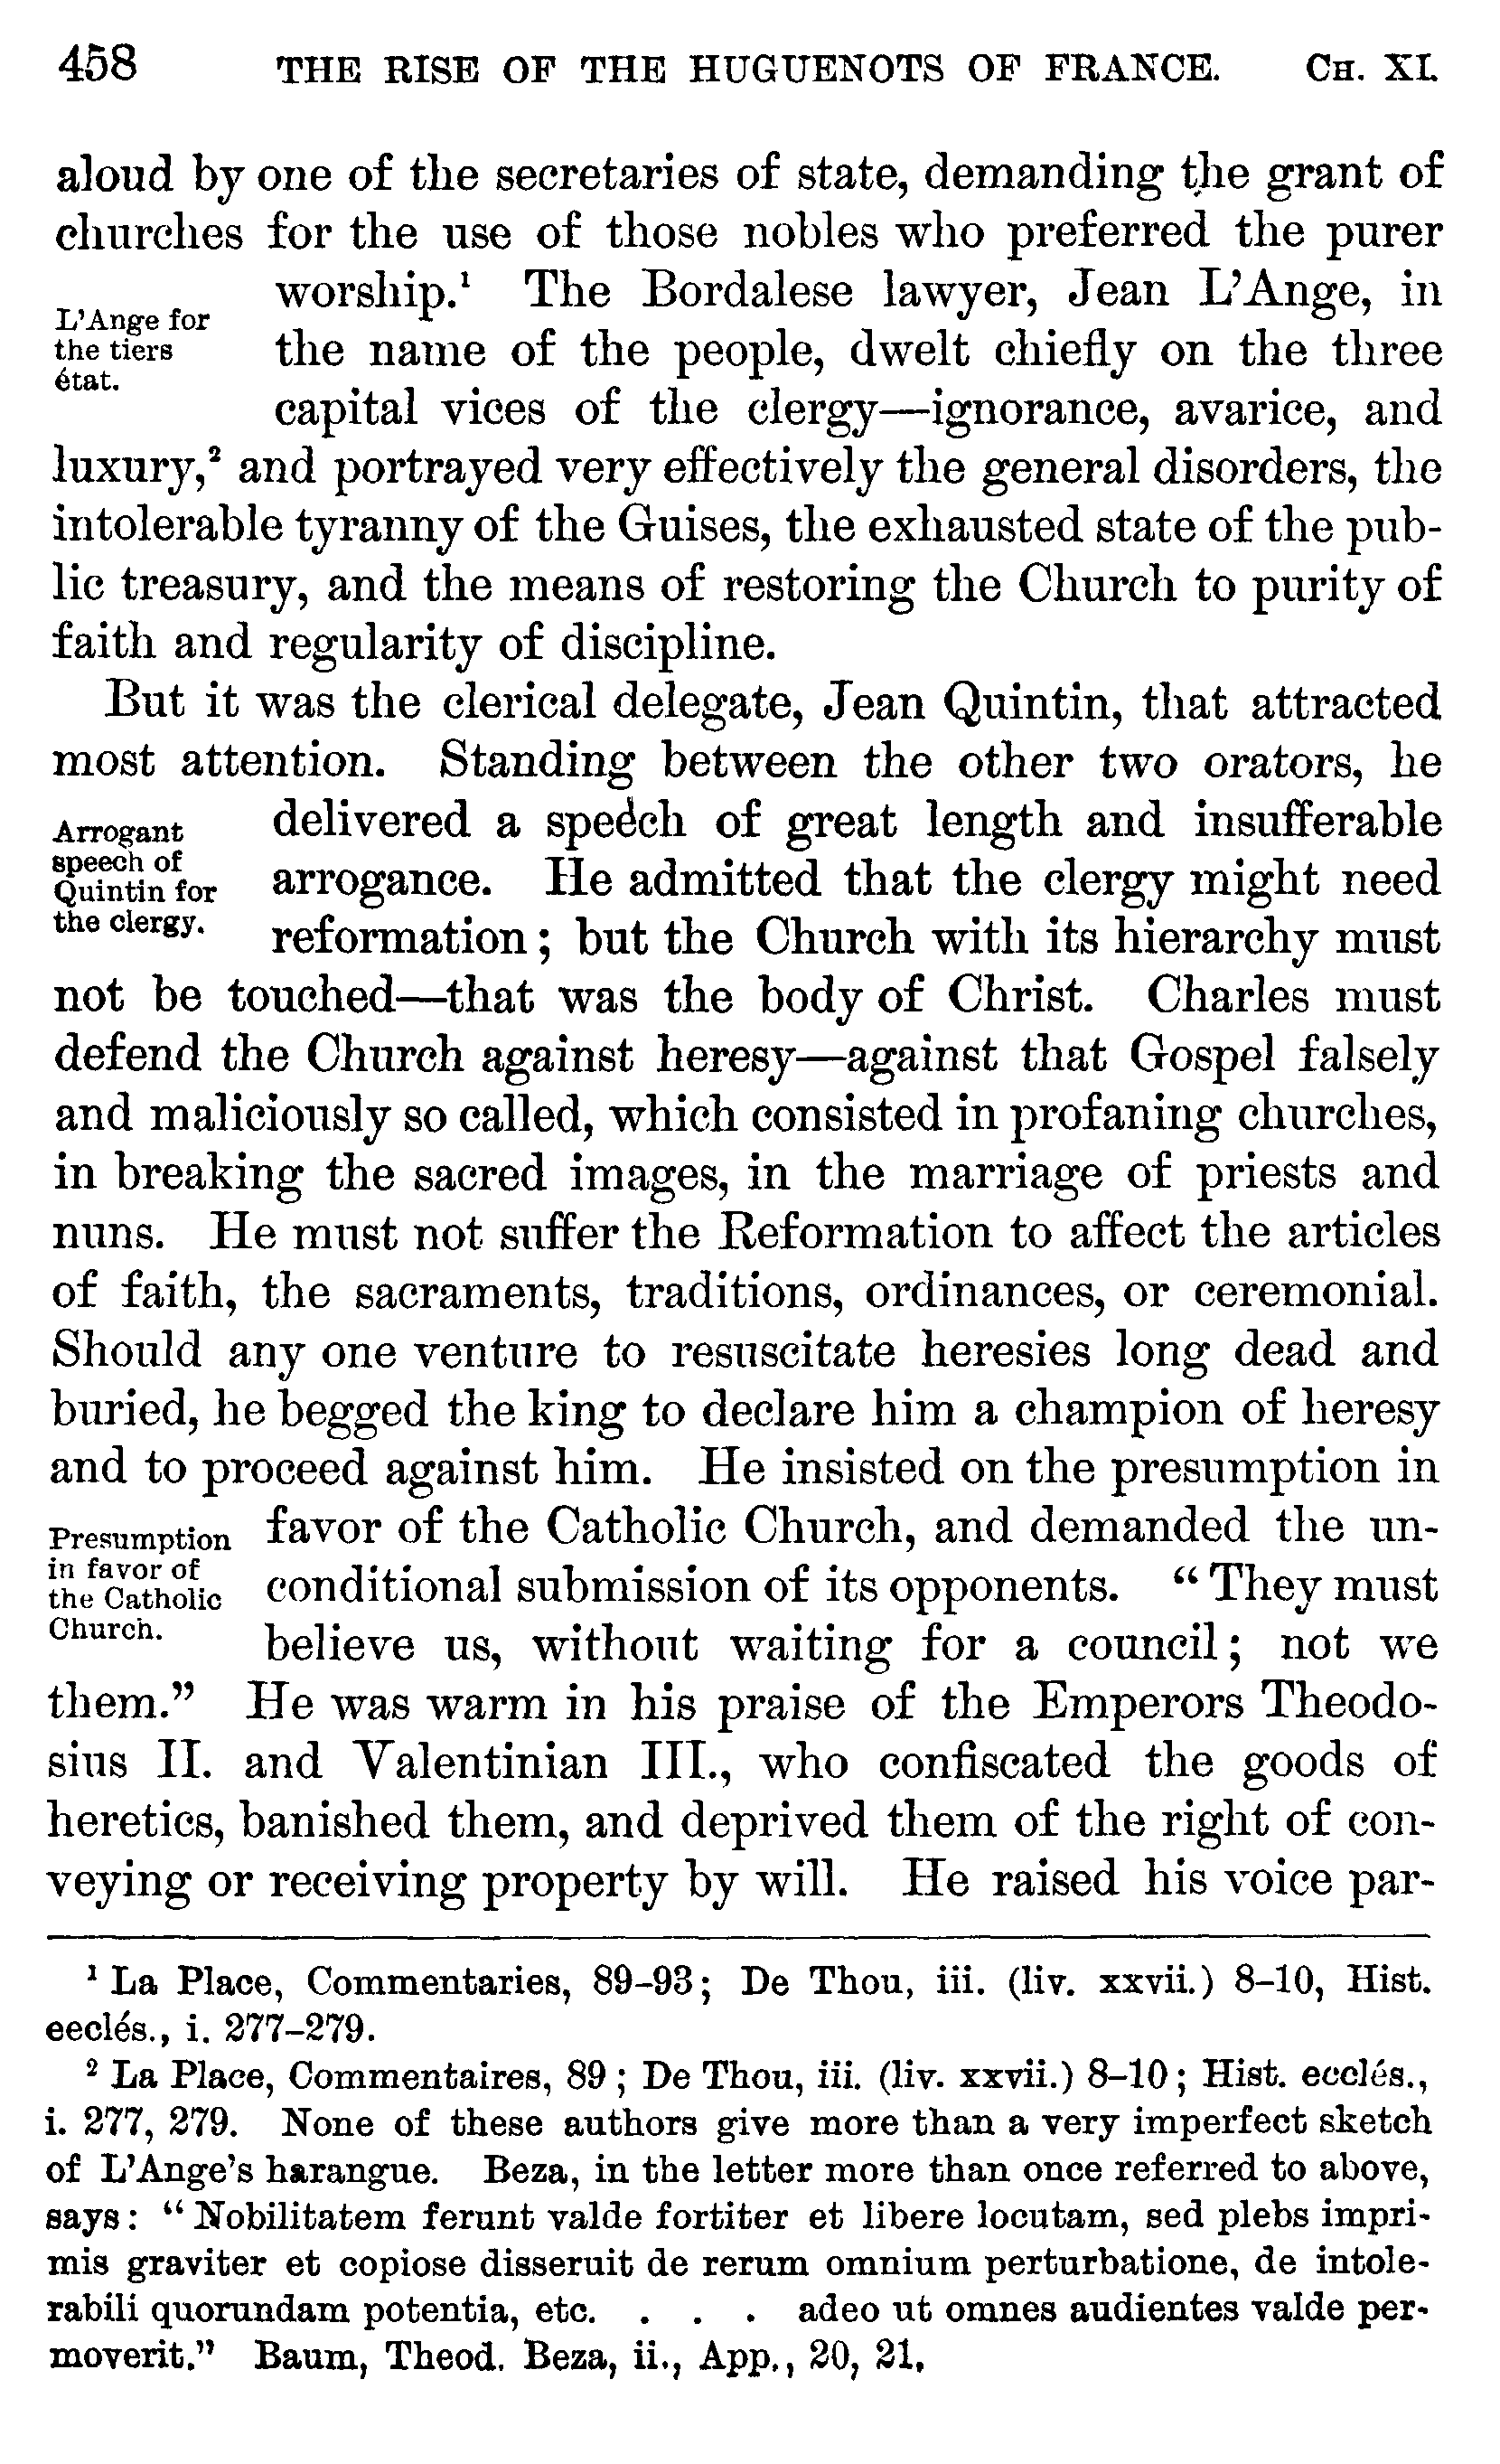 458 THE RISE OF THE HUGUENOTS OF FRANCE. CH. XI.
aloud by one of the secretaries of state, demanding the grant of
churches for the use of those nobles who preferred the purer
worship.¹ The Bordalese lawyer, Jean L'Ange, in
L'Ange for
the tiers
état.
the name of the people, dwelt chiefly on the three
capital vices of the clergy—ignorance, avarice, and
luxury,² and portrayed very effectively the general disorders, the
intolerable tyranny of the Guises, the exhausted state of the pub-
lic treasury, and the means of restoring the Church to purity of
faith and regularity of discipline.
But it was the clerical delegate, Jean Quintin, that attracted
most attention. Standing between the other two orators, he
Arrogant
speech of
Quintin for
the clergy.
delivered a speech of great length and insufferable
arrogance. He admitted that the clergy might need
reformation; but the Church with its hierarchy must
not be touched—that was the body of Christ. Charles must
defend the Church against heresy—against that Gospel falsely
and maliciously so called, which consisted in profaning churches,
in breaking the sacred images, in the marriage of priests and
nuns. He must not suffer the Reformation to affect the articles
of faith, the sacraments, traditions, ordinances, or ceremonial.
Should any one venture to resuscitate heresies long dead and
buried, he begged the king to declare him a champion of heresy
and to proceed against him. He insisted on the presumption in
Presumption
in favor of
the Catholic
Church.
favor of the Catholic Church, and demanded the un-
conditional submission of its opponents. "They must
believe us, without waiting for a council; not we
them." He was warm in his praise of the Emperors Theodo-
sius II. and Valentinian III., who confiscated the goods of
heretics, banished them, and deprived them of the right of con-
veying or receiving property by will. He raised his voice par-
¹ La Place, Commentaries, 89–93; De Thou, iii. (liv. xxvii.) 8–10, Hist.
eeclés., i. 277–279.
² La Place, Commentaires, 89; De Thou, iii. (liv. xxvii.) 8–10; Hist. ecclés.,
i. 277, 279. None of these authors give more than a very imperfect sketch
of L'Ange's harangue. Beza, in the letter more than once referred to above,
says: "Nobilitatem ferunt valde fortiter et libere locutam, sed plebs impri-
mis graviter et copiose disseruit de rerum omnium perturbatione, de intole-
rabili quorundam potentia, etc. . . . adeo ut omnes audientes valde per-
moverit." Baum, Theod. Beza, ii., App., 20, 21.